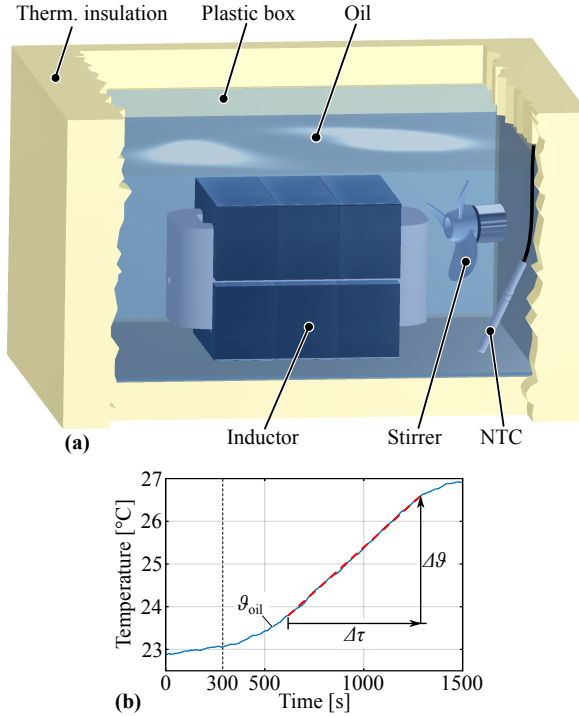 Therm. insulation
Plastic box
Oil
(a)
Inductor
Stirrer
NTC
Temperature [°C]
27
26
25
24
23
ϑoil
Δϑ
Δτ
0
300
500
1000
1500
(b)
Time [s]